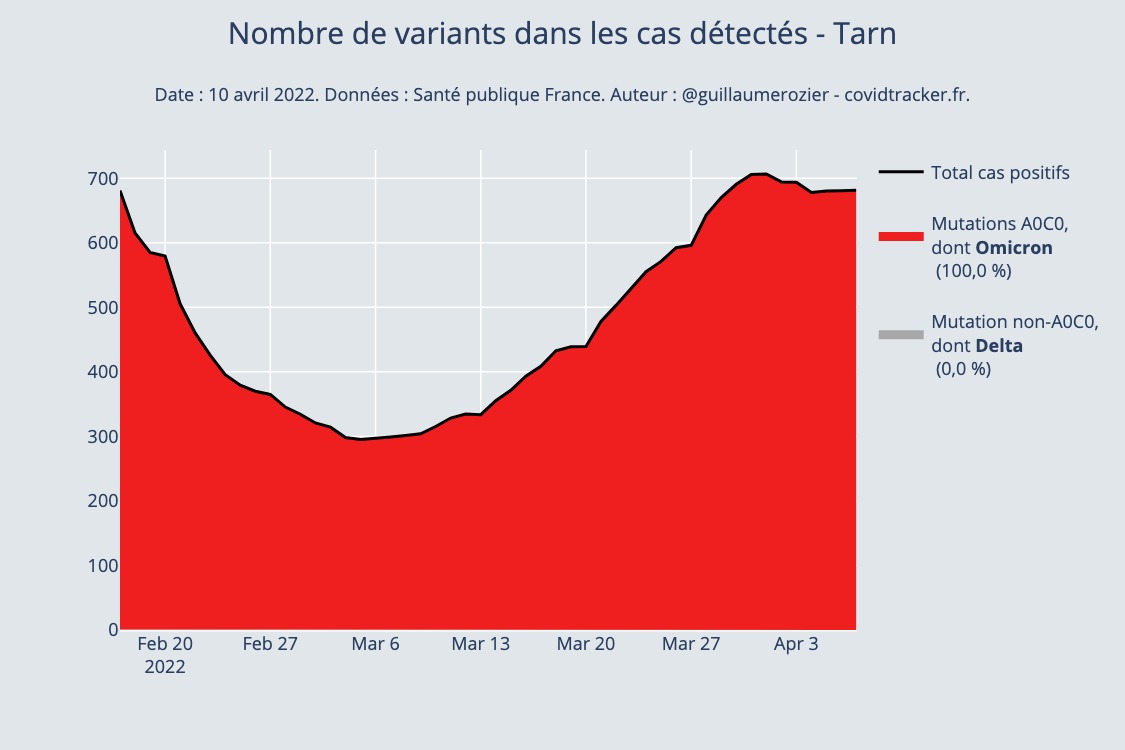 Nombre de variants dans les cas détectés - Tarn
Date : 10 avril 2022. Données : Santé publique France. Auteur : @guillaumerozier - covidtracker.fr.
700
600
500
400
300
200
100
0
Feb 20
2022
Feb 27
Mar 6
Mar 13
Mar 20
Mar 27
Apr 3
Total cas positifs
Mutations A0C0,
dont Omicron
(100,0 %)
Mutation non-A0C0,
dont Delta
(0,0 %)